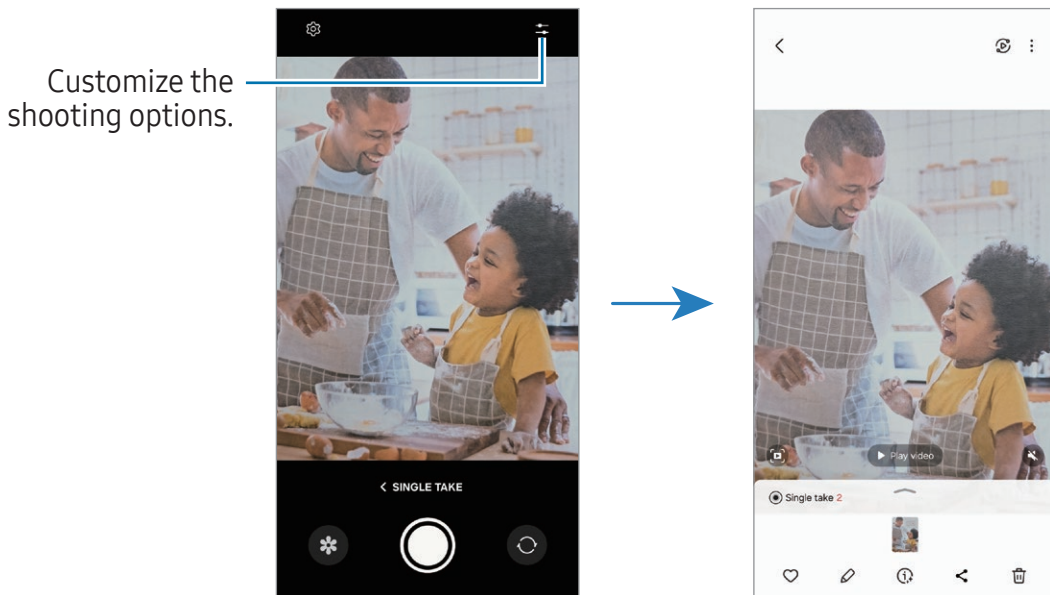 Customize the
shooting options.
SINGLE TAKE
Play video
Single take 2